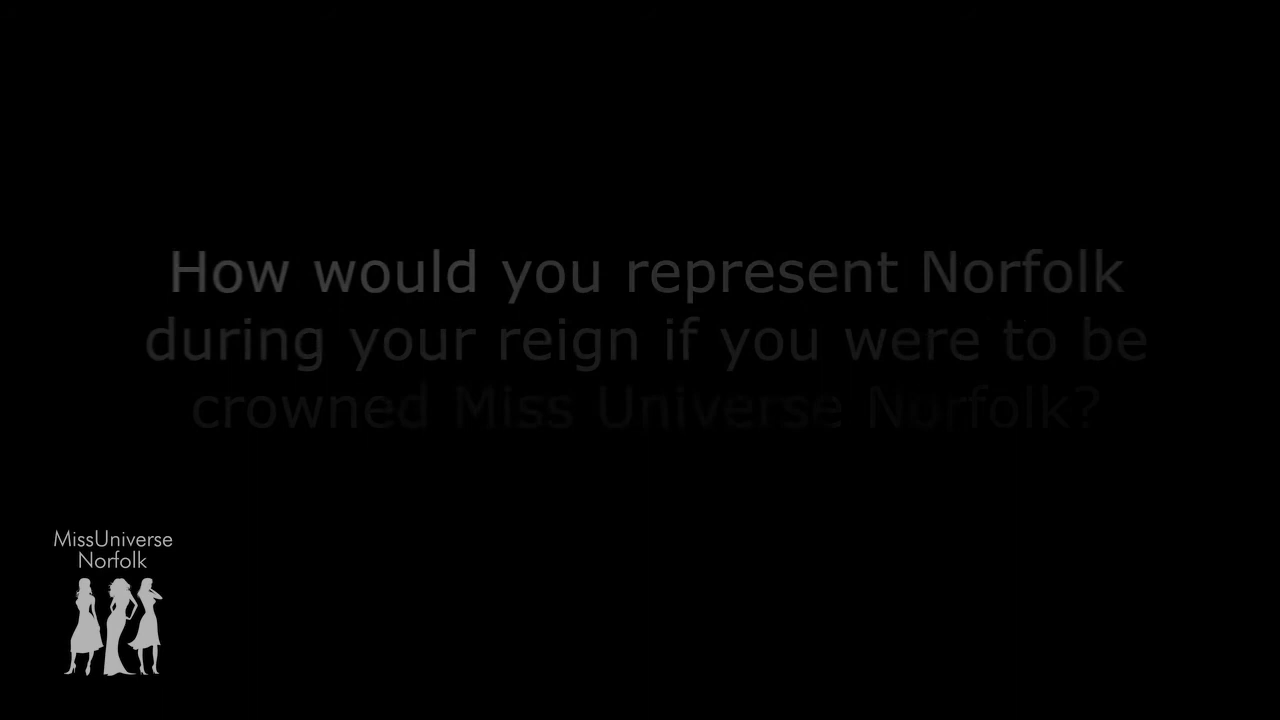 How would you represent Norfolk
during your reign if you were to be
crowned Miss Universe Norfolk?
MissUniverse
Norfolk